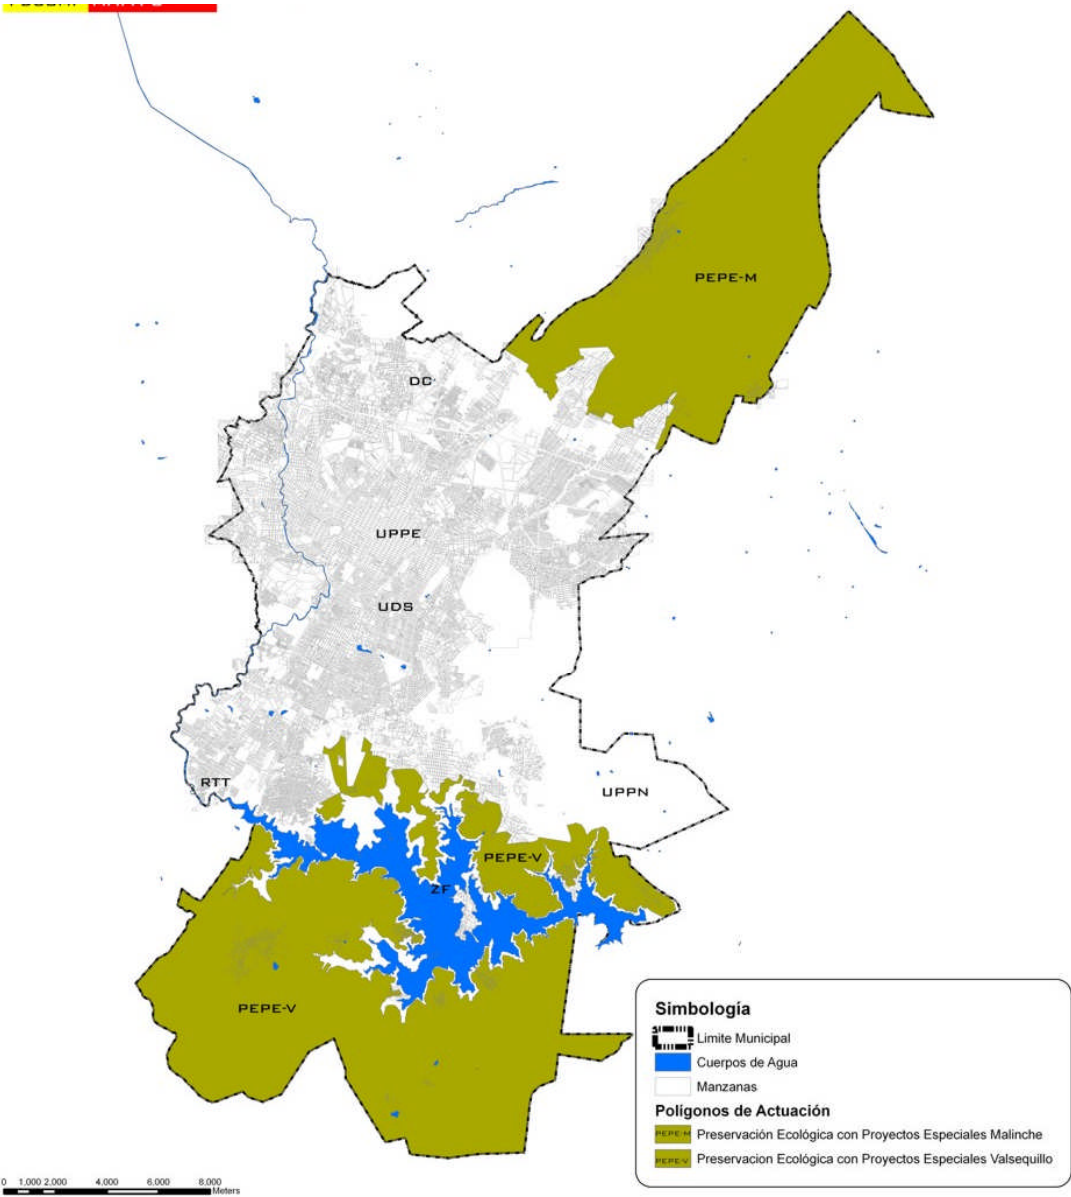 PEPE-M
DC
UPPE
UDS
RTT
UPPN
PEPE-V
ZF
PEPE-V
Simbología
Limite Municipal
Cuerpos de Agua
Manzanas
Polígonos de Actuación
PEPE-M Preservación Ecológica con Proyectos Especiales Malinche
PEPE-V Preservacion Ecológica con Proyectos Especiales Valsequillo
0 1,000 2,000 4,000 6,000 8,000
Meters